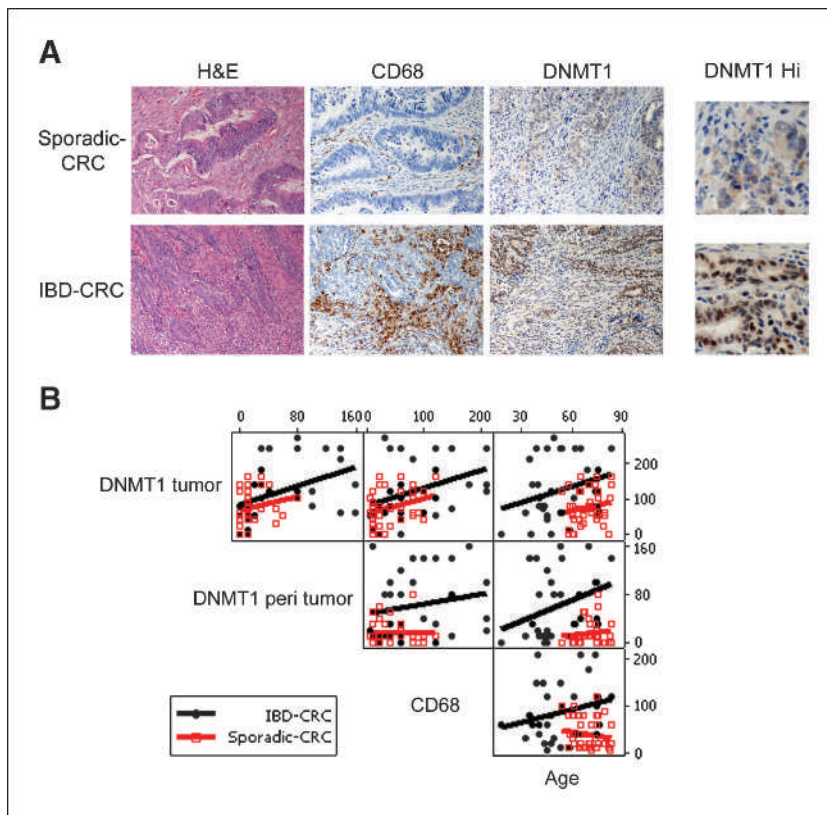 A
H&E CD68 DNMT1 DNMT1 Hi
Sporadic-
CRC
IBD-CRC
B
0 80 160 0 100 200 30 60 90
DNMT1 tumor
200
100
0
DNMT1 peri tumor
160
80
0
CD68
200
100
0
IBD-CRC
Sporadic-CRC
Age